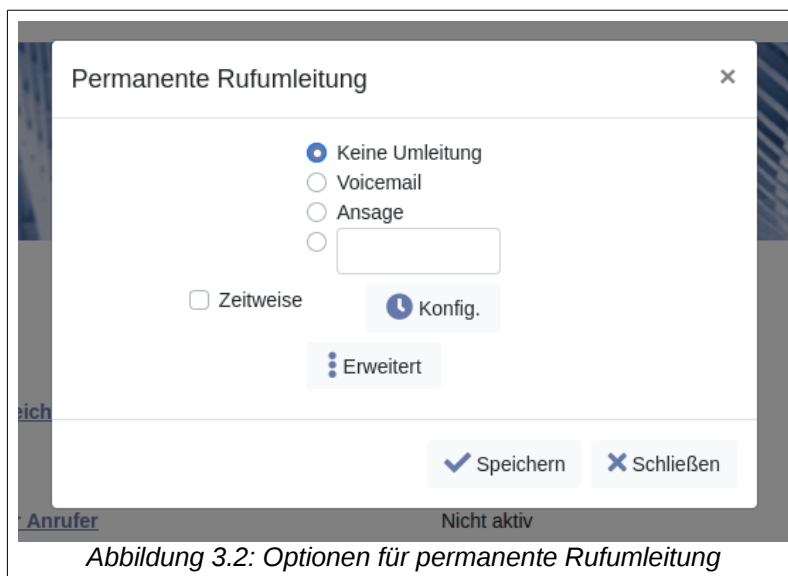 Permanente Rufumleitung ×
Keine Umleitung
Voicemail
Ansage
Zeitweise Konfig.
Erweitert
eich
Speichern Schließen
r Anrufer Nicht aktiv
Abbildung 3.2: Optionen für permanente Rufumleitung